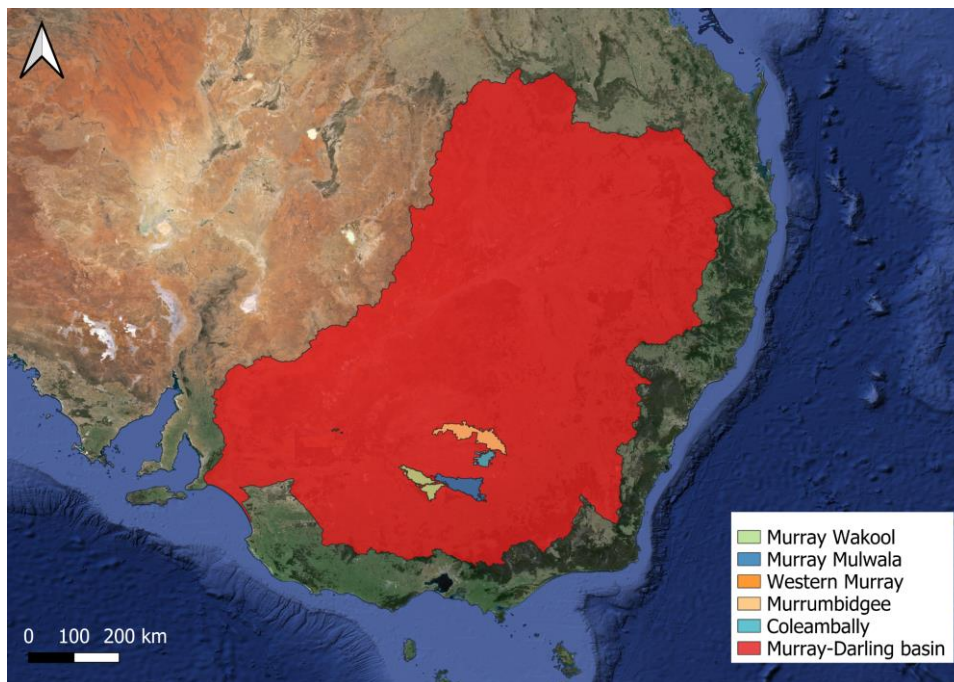 Murray Wakool
Murray Mulwala
Western Murray
Murrumbidgee
Coleambally
Murray-Darling basin
0 100 200 km